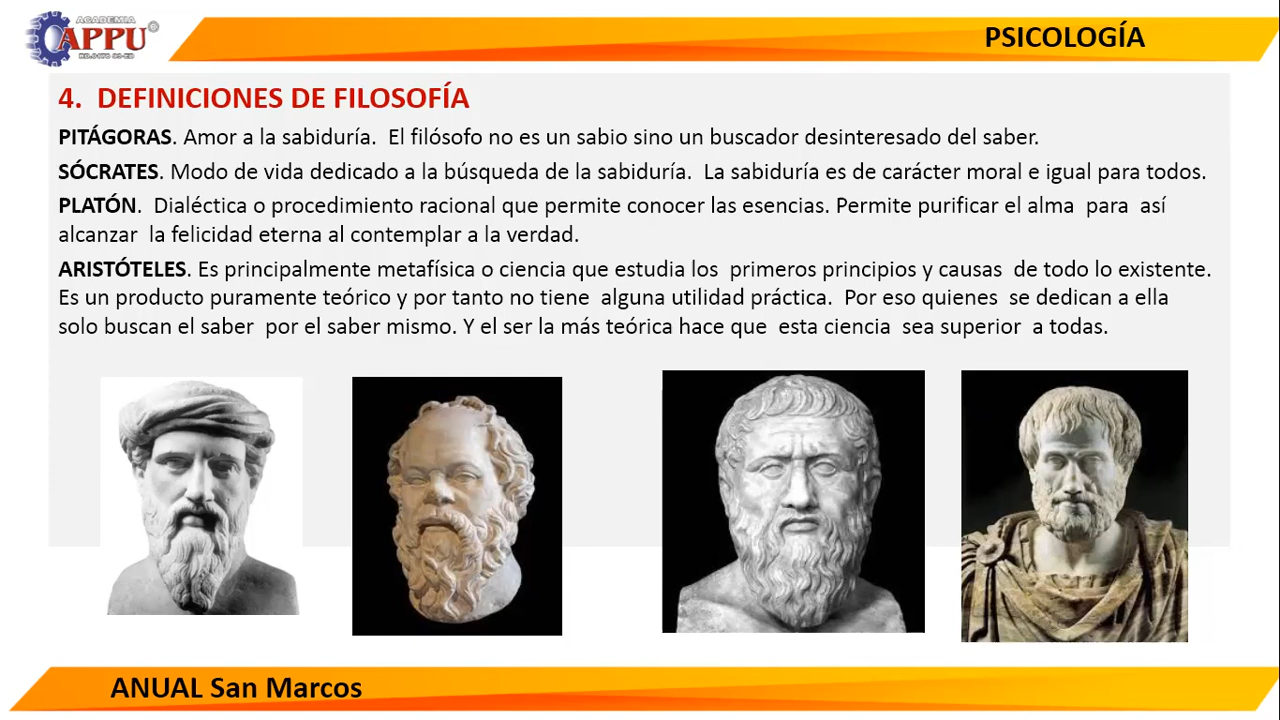 ACADEMIA
APPU
PSICOLOGÍA
4. DEFINICIONES DE FILOSOFÍA
PITÁGORAS. Amor a la sabiduría. El filósofo no es un sabio sino un buscador desinteresado del saber.
SÓCRATES. Modo de vida dedicado a la búsqueda de la sabiduría. La sabiduría es de carácter moral e igual para todos.
PLATÓN. Dialéctica o procedimiento racional que permite conocer las esencias. Permite purificar el alma para así
alcanzar la felicidad eterna al contemplar a la verdad.
ARISTÓTELES. Es principalmente metafísica o ciencia que estudia los primeros principios y causas de todo lo existente.
Es un producto puramente teórico y por tanto no tiene alguna utilidad práctica. Por eso quienes se dedican a ella
solo buscan el saber por el saber mismo. Y el ser la más teórica hace que esta ciencia sea superior a todas.
ANUAL San Marcos